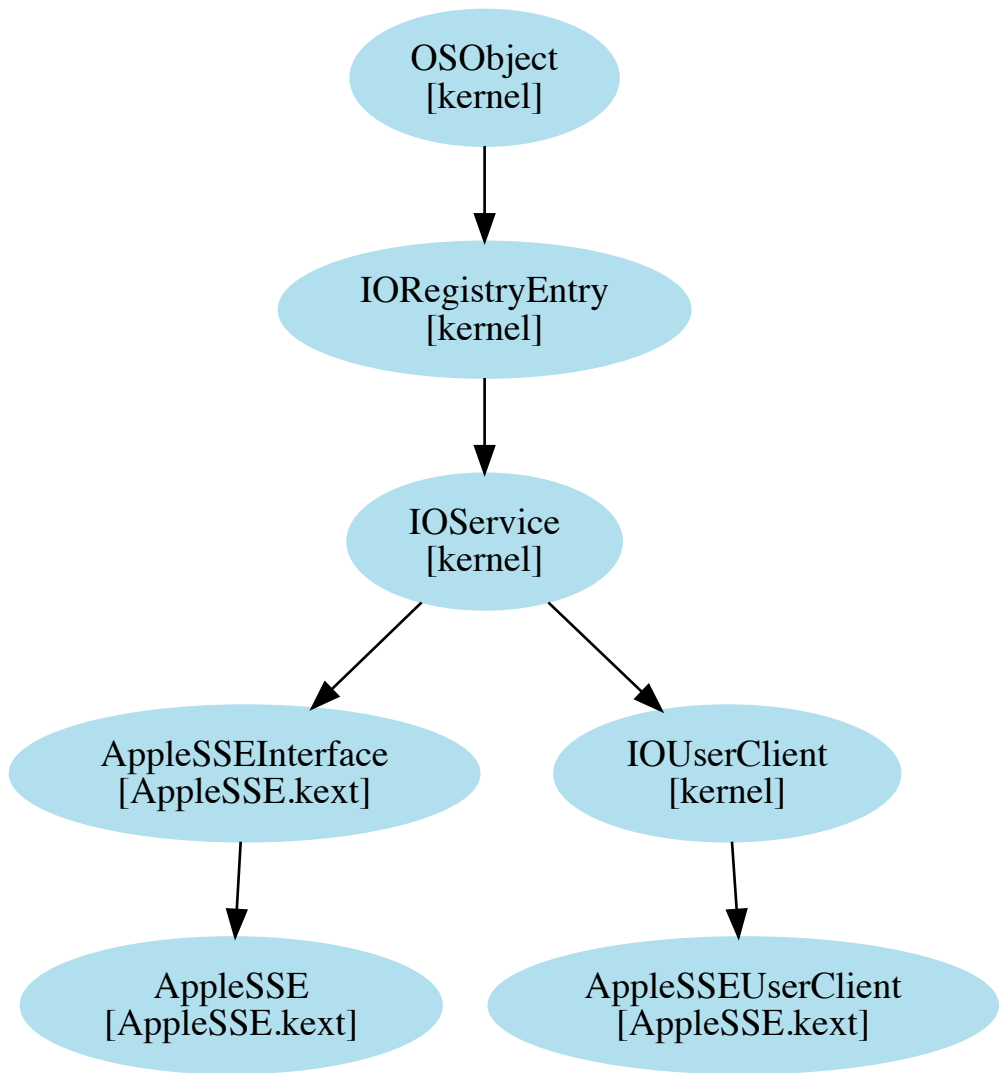 OSObject
[kernel]
IORegistryEntry
[kernel]
IOService
[kernel]
AppleSSEInterface
[AppleSSE.kext]
IOUserClient
[kernel]
AppleSSE
[AppleSSE.kext]
AppleSSEUserClient
[AppleSSE.kext]